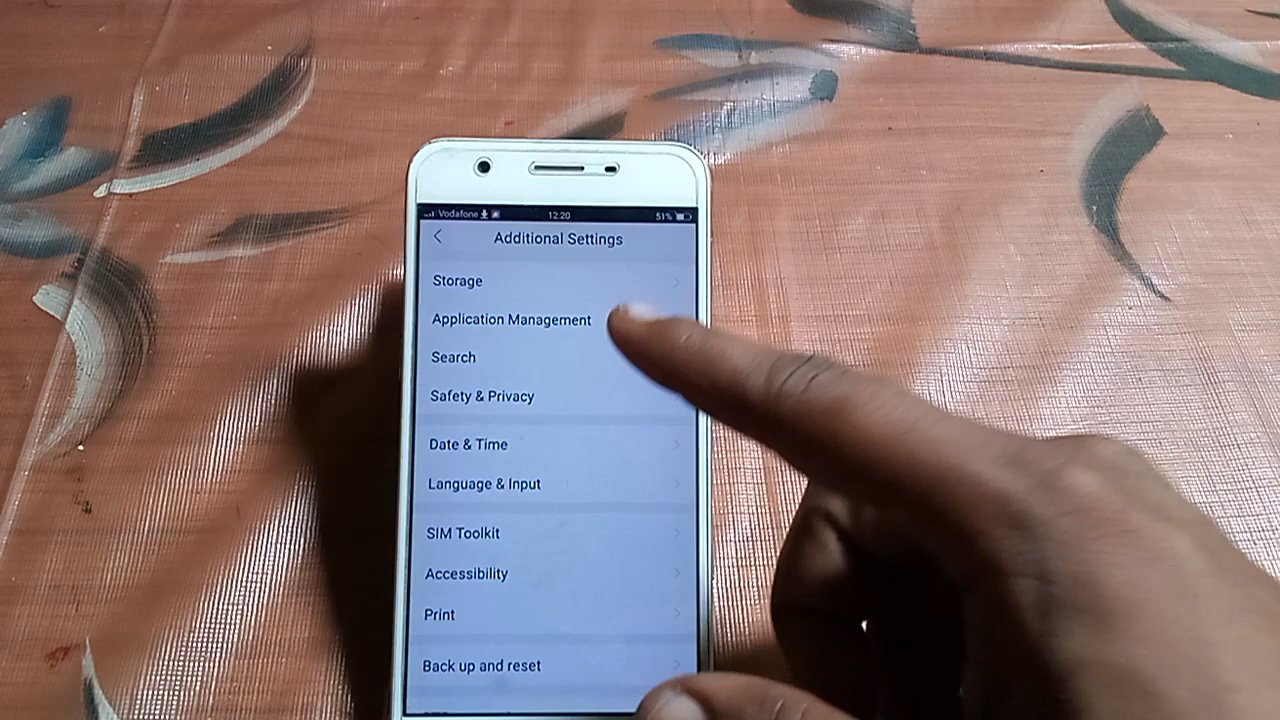 Vodafone 12:20 51%
Additional Settings
Storage
Application Management
Search
Safety & Privacy
Date & Time
Language & Input
SIM Toolkit
Accessibility
Print
Back up and reset